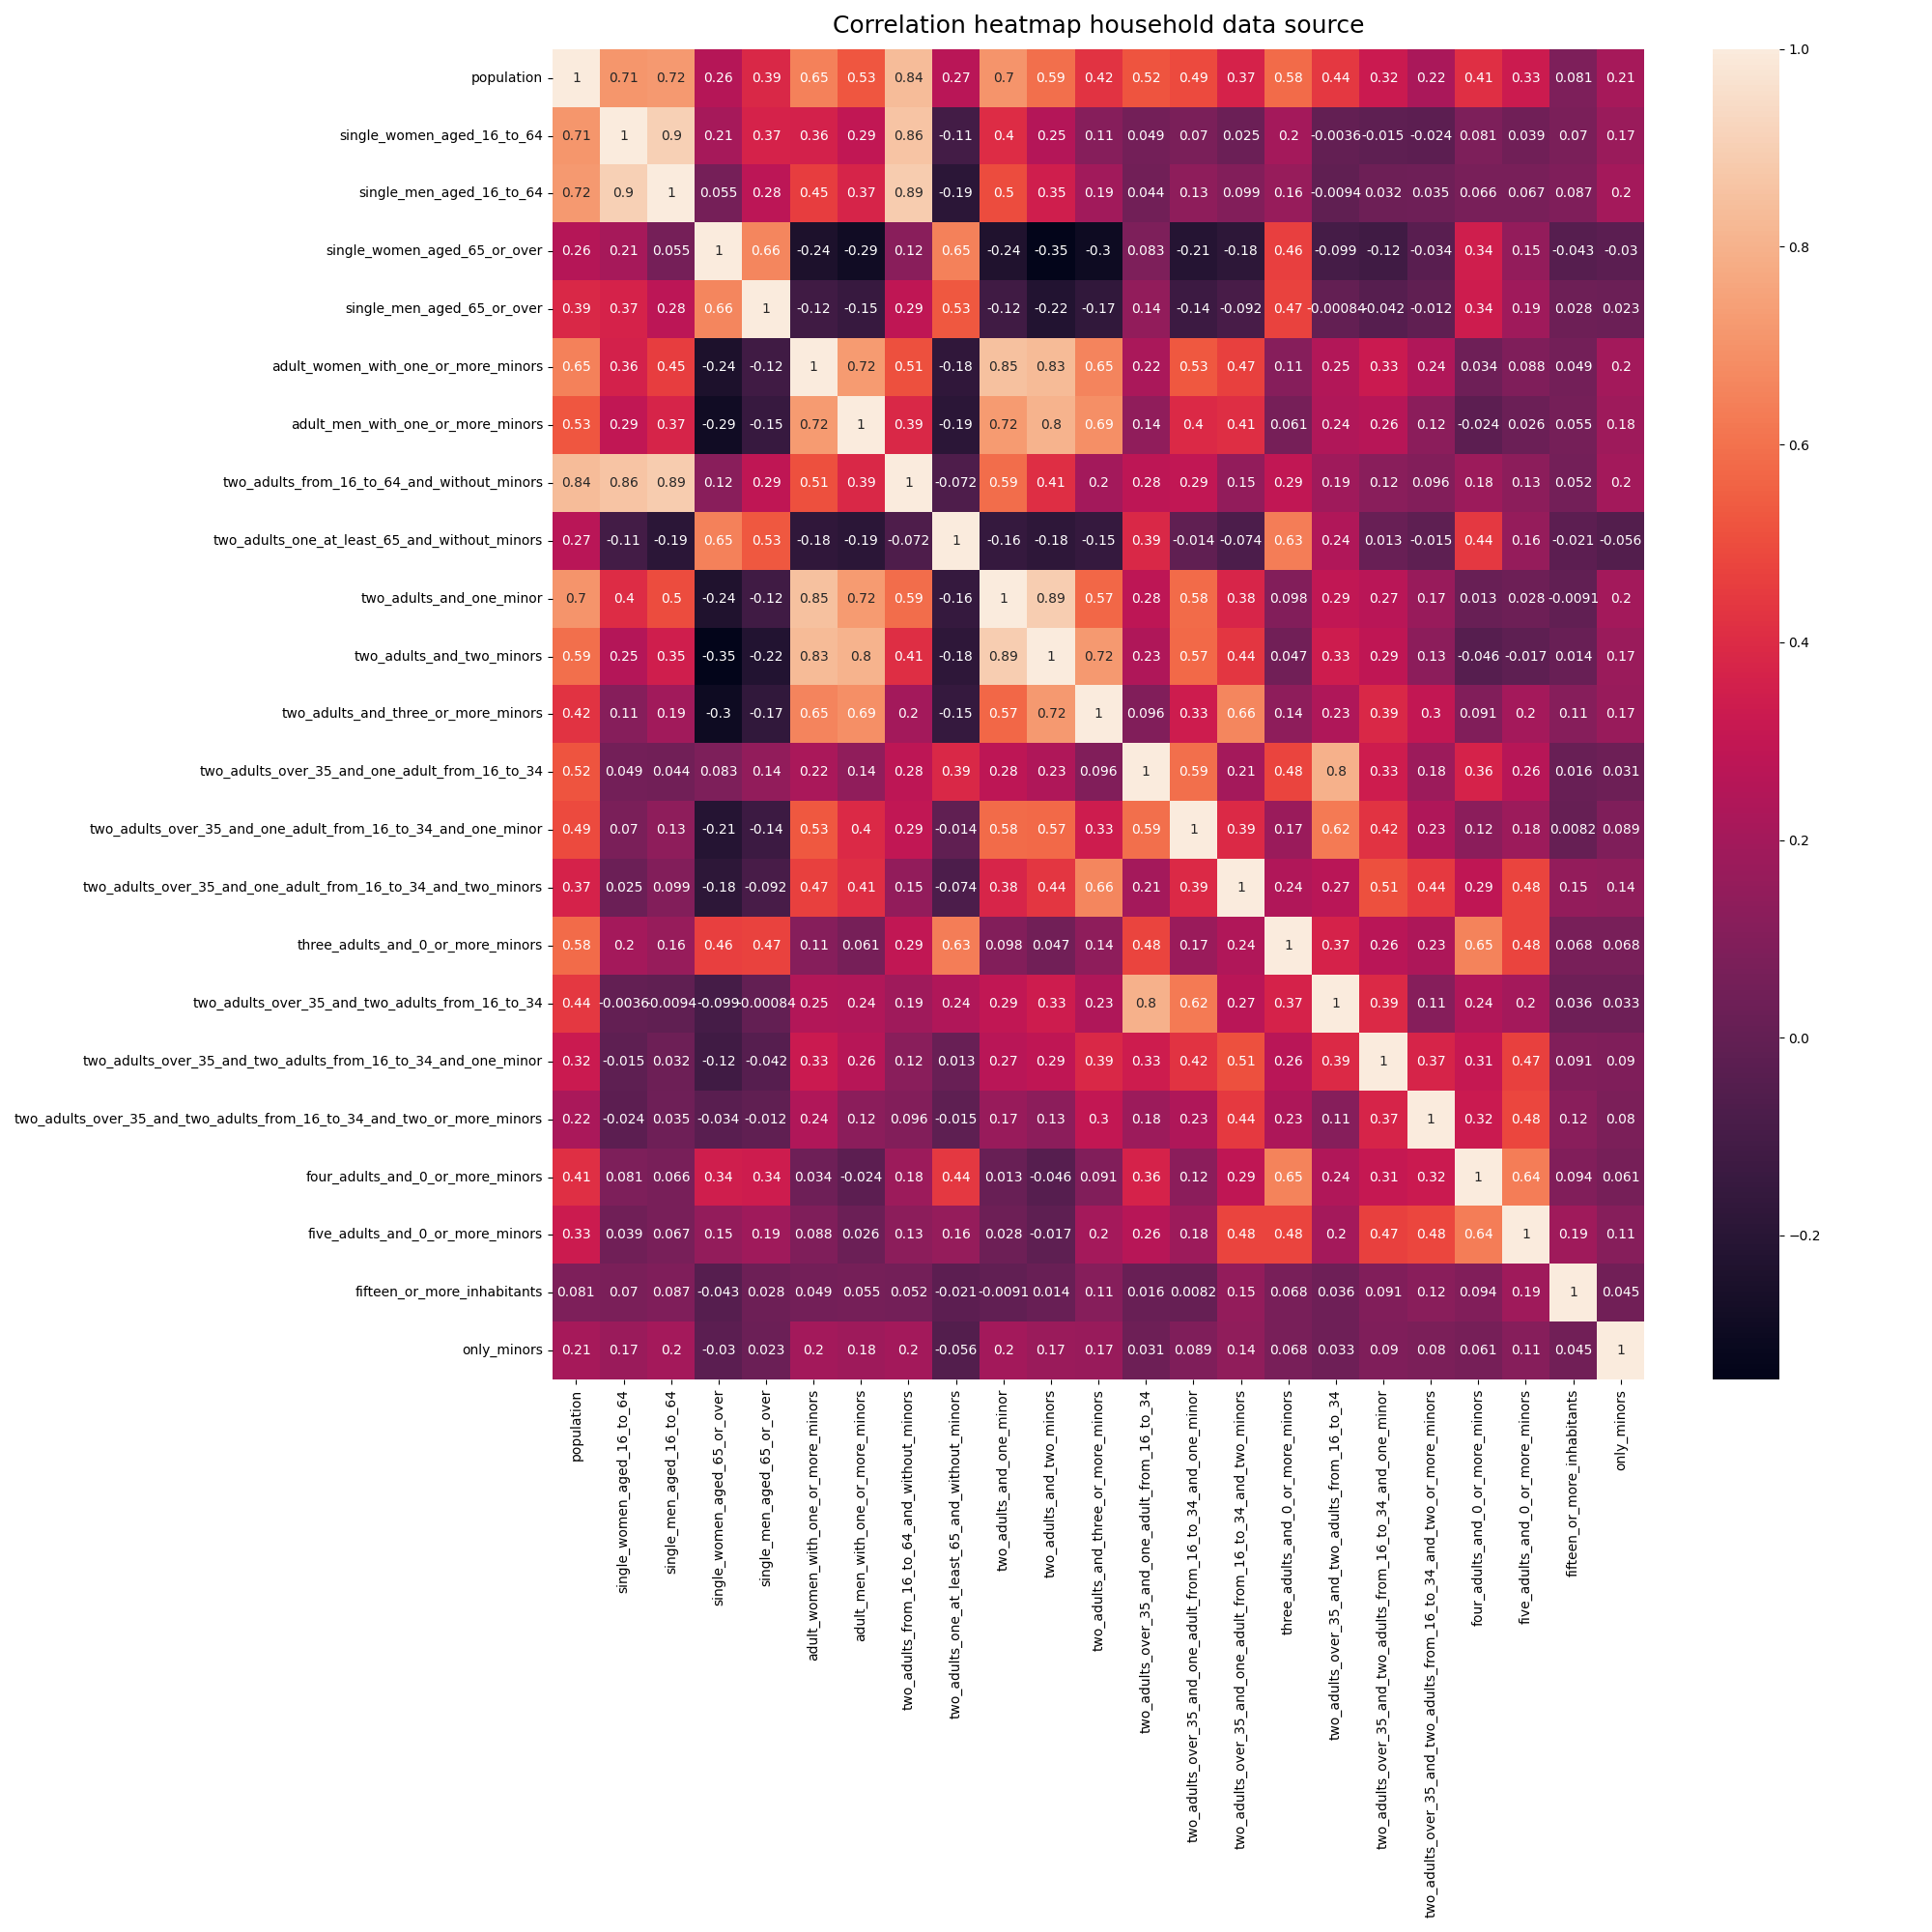 Correlation heatmap household data source
population 1 0.71 0.72 0.26 0.39 0.65 0.53 0.84 0.27 0.7 0.59 0.42 0.52 0.49 0.37 0.58 0.44 0.32 0.22 0.41 0.33 0.081 0.21
single_women_aged_16_to_64 0.71 1 0.9 0.21 0.37 0.36 0.29 0.86 -0.11 0.4 0.25 0.11 0.049 0.07 0.025 0.2 -0.0036 -0.015 -0.024 0.081 0.039 0.07 0.17
single_men_aged_16_to_64 0.72 0.9 1 0.055 0.28 0.45 0.37 0.89 -0.19 0.5 0.35 0.19 0.044 0.13 0.099 0.16 -0.0094 0.032 0.035 0.066 0.067 0.087 0.2
single_women_aged_65_or_over 0.26 0.21 0.055 1 0.66 -0.24 -0.29 0.12 0.65 -0.24 -0.35 -0.3 0.083 -0.21 -0.18 0.46 -0.099 -0.12 -0.034 0.34 0.15 -0.043 -0.03
single_men_aged_65_or_over 0.39 0.37 0.28 0.66 1 -0.12 -0.15 0.29 0.53 -0.12 -0.22 -0.17 0.14 -0.14 -0.092 0.47 -0.00084 -0.042 -0.012 0.34 0.19 0.028 0.023
adult_women_with_one_or_more_minors 0.65 0.36 0.45 -0.24 -0.12 1 0.72 0.51 -0.18 0.85 0.83 0.65 0.22 0.53 0.47 0.11 0.25 0.33 0.24 0.034 0.088 0.049 0.2
adult_men_with_one_or_more_minors 0.53 0.29 0.37 -0.29 -0.15 0.72 1 0.39 -0.19 0.72 0.8 0.69 0.14 0.4 0.41 0.061 0.24 0.26 0.12 -0.024 0.026 0.055 0.18
two_adults_from_16_to_64_and_without_minors 0.84 0.86 0.89 0.12 0.29 0.51 0.39 1 -0.072 0.59 0.41 0.2 0.28 0.29 0.15 0.29 0.19 0.12 0.096 0.18 0.13 0.052 0.2
two_adults_one_at_least_65_and_without_minors 0.27 -0.11 -0.19 0.65 0.53 -0.18 -0.19 -0.072 1 -0.16 -0.18 -0.15 0.39 -0.014 -0.074 0.63 0.24 0.013 -0.015 0.44 0.16 -0.021 -0.056
two_adults_and_one_minor 0.7 0.4 0.5 -0.24 -0.12 0.85 0.72 0.59 -0.16 1 0.89 0.57 0.28 0.58 0.38 0.098 0.29 0.27 0.17 0.013 0.028 -0.0091 0.2
two_adults_and_two_minors 0.59 0.25 0.35 -0.35 -0.22 0.83 0.8 0.41 -0.18 0.89 1 0.72 0.23 0.57 0.44 0.047 0.33 0.29 0.13 -0.046 -0.017 0.014 0.17
two_adults_and_three_or_more_minors 0.42 0.11 0.19 -0.3 -0.17 0.65 0.69 0.2 -0.15 0.57 0.72 1 0.096 0.33 0.66 0.14 0.23 0.39 0.3 0.091 0.2 0.11 0.17
two_adults_over_35_and_one_adult_from_16_to_34 0.52 0.049 0.044 0.083 0.14 0.22 0.14 0.28 0.39 0.28 0.23 0.096 1 0.59 0.21 0.48 0.8 0.33 0.18 0.36 0.26 0.016 0.031
two_adults_over_35_and_one_adult_from_16_to_34_and_one_minor 0.49 0.07 0.13 -0.21 -0.14 0.53 0.4 0.29 -0.014 0.58 0.57 0.33 0.59 1 0.39 0.17 0.62 0.42 0.23 0.12 0.18 0.0082 0.089
two_adults_over_35_and_one_adult_from_16_to_34_and_two_minors 0.37 0.025 0.099 -0.18 -0.092 0.47 0.41 0.15 -0.074 0.38 0.44 0.66 0.21 0.39 1 0.24 0.27 0.51 0.44 0.29 0.48 0.15 0.14
three_adults_and_0_or_more_minors 0.58 0.2 0.16 0.46 0.47 0.11 0.061 0.29 0.63 0.098 0.047 0.14 0.48 0.17 0.24 1 0.37 0.26 0.23 0.65 0.48 0.068 0.068
two_adults_over_35_and_two_adults_from_16_to_34 0.44 -0.0036 -0.0094 -0.099 -0.00084 0.25 0.24 0.19 0.24 0.29 0.33 0.23 0.8 0.62 0.27 0.37 1 0.39 0.11 0.24 0.2 0.036 0.033
two_adults_over_35_and_two_adults_from_16_to_34_and_one_minor 0.32 -0.015 0.032 -0.12 -0.042 0.33 0.26 0.12 0.013 0.27 0.29 0.39 0.33 0.42 0.51 0.26 0.39 1 0.37 0.31 0.47 0.091 0.09
two_adults_over_35_and_two_adults_from_16_to_34_and_two_or_more_minors 0.22 -0.024 0.035 -0.034 -0.012 0.24 0.12 0.096 -0.015 0.17 0.13 0.3 0.18 0.23 0.44 0.23 0.11 0.37 1 0.32 0.48 0.12 0.08
four_adults_and_0_or_more_minors 0.41 0.081 0.066 0.34 0.34 0.034 -0.024 0.18 0.44 0.013 -0.046 0.091 0.36 0.12 0.29 0.65 0.24 0.31 0.32 1 0.64 0.094 0.061
five_adults_and_0_or_more_minors 0.33 0.039 0.067 0.15 0.19 0.088 0.026 0.13 0.16 0.028 -0.017 0.2 0.26 0.18 0.48 0.48 0.2 0.47 0.48 0.64 1 0.19 0.11
fifteen_or_more_inhabitants 0.081 0.07 0.087 -0.043 0.028 0.049 0.055 0.052 -0.021 -0.0091 0.014 0.11 0.016 0.0082 0.15 0.068 0.036 0.091 0.12 0.094 0.19 1 0.045
only_minors 0.21 0.17 0.2 -0.03 0.023 0.2 0.18 0.2 -0.056 0.2 0.17 0.17 0.031 0.089 0.14 0.068 0.033 0.09 0.08 0.061 0.11 0.045 1
population
single_women_aged_16_to_64
single_men_aged_16_to_64
single_women_aged_65_or_over
single_men_aged_65_or_over
adult_women_with_one_or_more_minors
adult_men_with_one_or_more_minors
two_adults_from_16_to_64_and_without_minors
two_adults_one_at_least_65_and_without_minors
two_adults_and_one_minor
two_adults_and_two_minors
two_adults_and_three_or_more_minors
two_adults_over_35_and_one_adult_from_16_to_34
two_adults_over_35_and_one_adult_from_16_to_34_and_one_minor
two_adults_over_35_and_one_adult_from_16_to_34_and_two_minors
three_adults_and_0_or_more_minors
two_adults_over_35_and_two_adults_from_16_to_34
two_adults_over_35_and_two_adults_from_16_to_34_and_one_minor
two_adults_over_35_and_two_adults_from_16_to_34_and_two_or_more_minors
four_adults_and_0_or_more_minors
five_adults_and_0_or_more_minors
fifteen_or_more_inhabitants
only_minors
1.0
0.8
0.6
0.4
0.2
0.0
−0.2